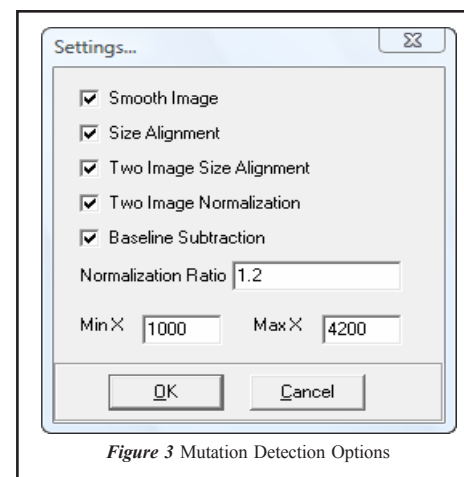 Settings...
Smooth Image
Size Alignment
Two Image Size Alignment
Two Image Normalization
Baseline Subtraction
Normalization Ratio 1.2
Min X 1000 Max X 4200
OK Cancel
Figure 3 Mutation Detection Options